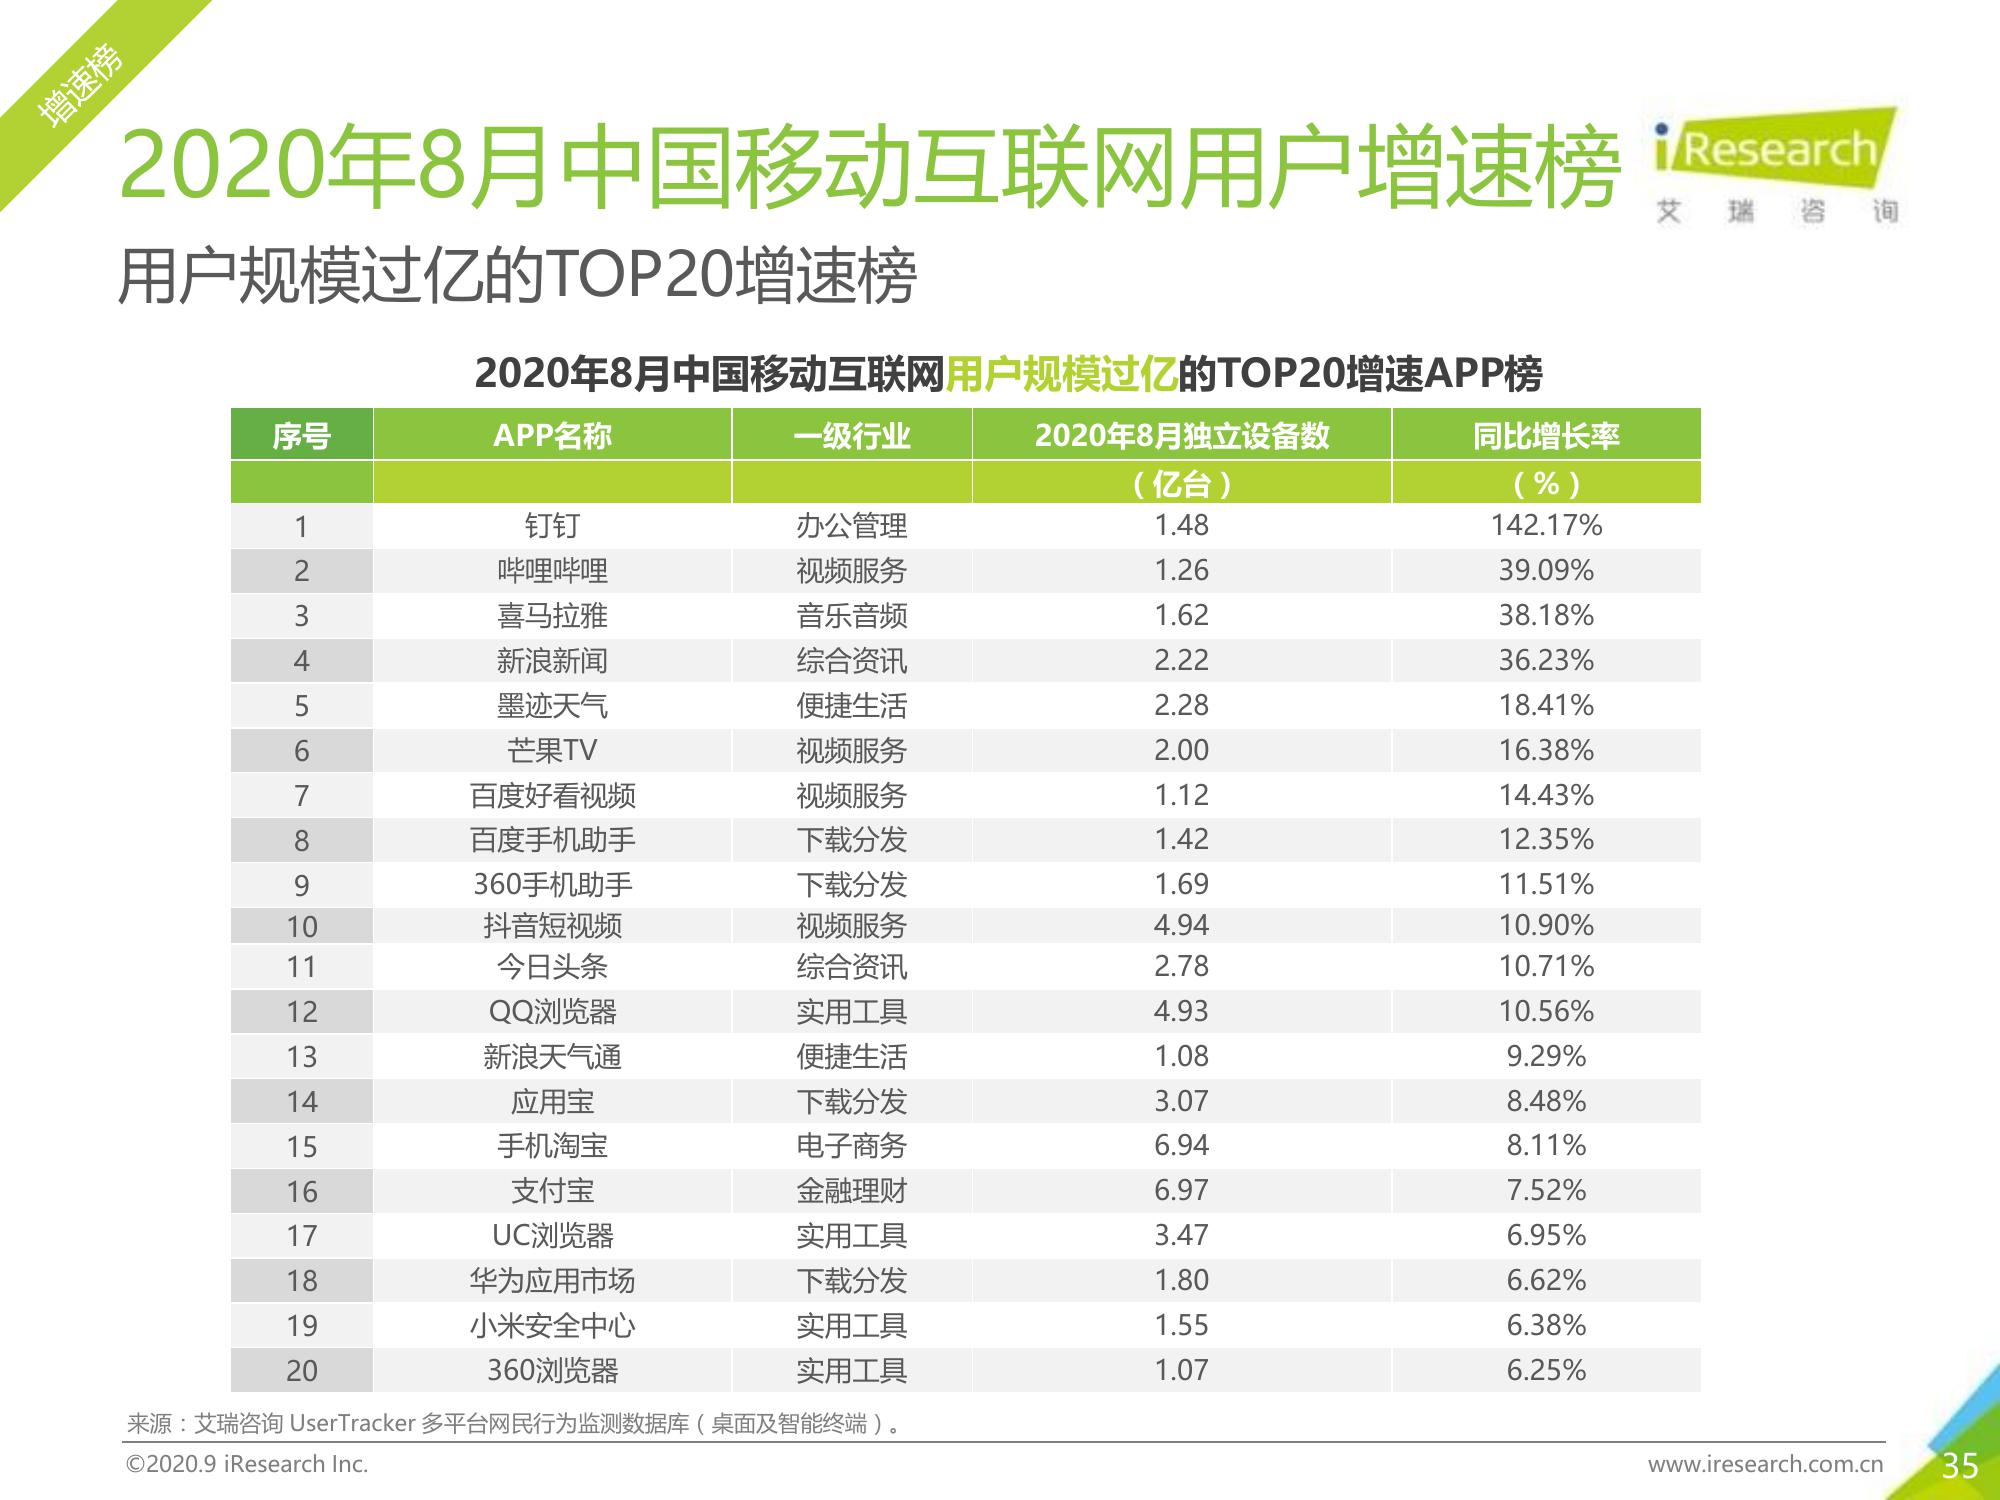 增速榜
2020年8月中国移动互联网用户增速榜
iResearch
艾瑞咨询
用户规模过亿的TOP20增速榜
2020年8月中国移动互联网用户规模过亿的TOP20增速APP榜
序号 APP名称 一级行业 2020年8月独立设备数 同比增长率
（亿台） （%）
1 钉钉 办公管理 1.48 142.17%
2 哔哩哔哩 视频服务 1.26 39.09%
3 喜马拉雅 音乐音频 1.62 38.18%
4 新浪新闻 综合资讯 2.22 36.23%
5 墨迹天气 便捷生活 2.28 18.41%
6 芒果TV 视频服务 2.00 16.38%
7 百度好看视频 视频服务 1.12 14.43%
8 百度手机助手 下载分发 1.42 12.35%
9 360手机助手 下载分发 1.69 11.51%
10 抖音短视频 视频服务 4.94 10.90%
11 今日头条 综合资讯 2.78 10.71%
12 QQ浏览器 实用工具 4.93 10.56%
13 新浪天气通 便捷生活 1.08 9.29%
14 应用宝 下载分发 3.07 8.48%
15 手机淘宝 电子商务 6.94 8.11%
16 支付宝 金融理财 6.97 7.52%
17 UC浏览器 实用工具 3.47 6.95%
18 华为应用市场 下载分发 1.80 6.62%
19 小米安全中心 实用工具 1.55 6.38%
20 360浏览器 实用工具 1.07 6.25%
来源：艾瑞咨询 UserTracker 多平台网民行为监测数据库（桌面及智能终端）。
©2020.9 iResearch Inc.
www.iresearch.com.cn
35